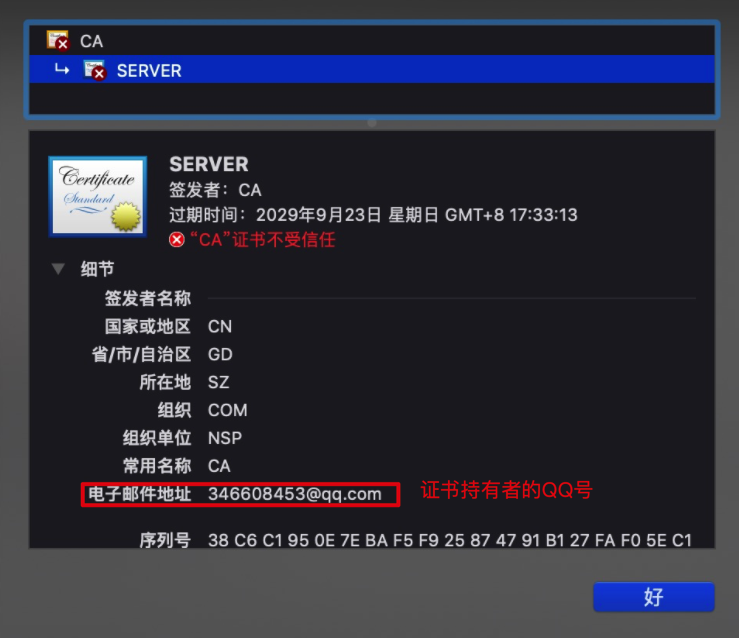 CA
SERVER
Certificate
Standard
SERVER
签发者：CA
过期时间：2029年9月23日 星期日 GMT+8 17:33:13
“CA”证书不受信任
细节
签发者名称
国家或地区 CN
省/市/自治区 GD
所在地 SZ
组织 COM
组织单位 NSP
常用名称 CA
电子邮件地址 346608453@qq.com 证书持有者的QQ号
序列号 38 C6 C1 95 0E 7E BA F5 F9 25 87 47 91 B1 27 FA F0 5E C1
好